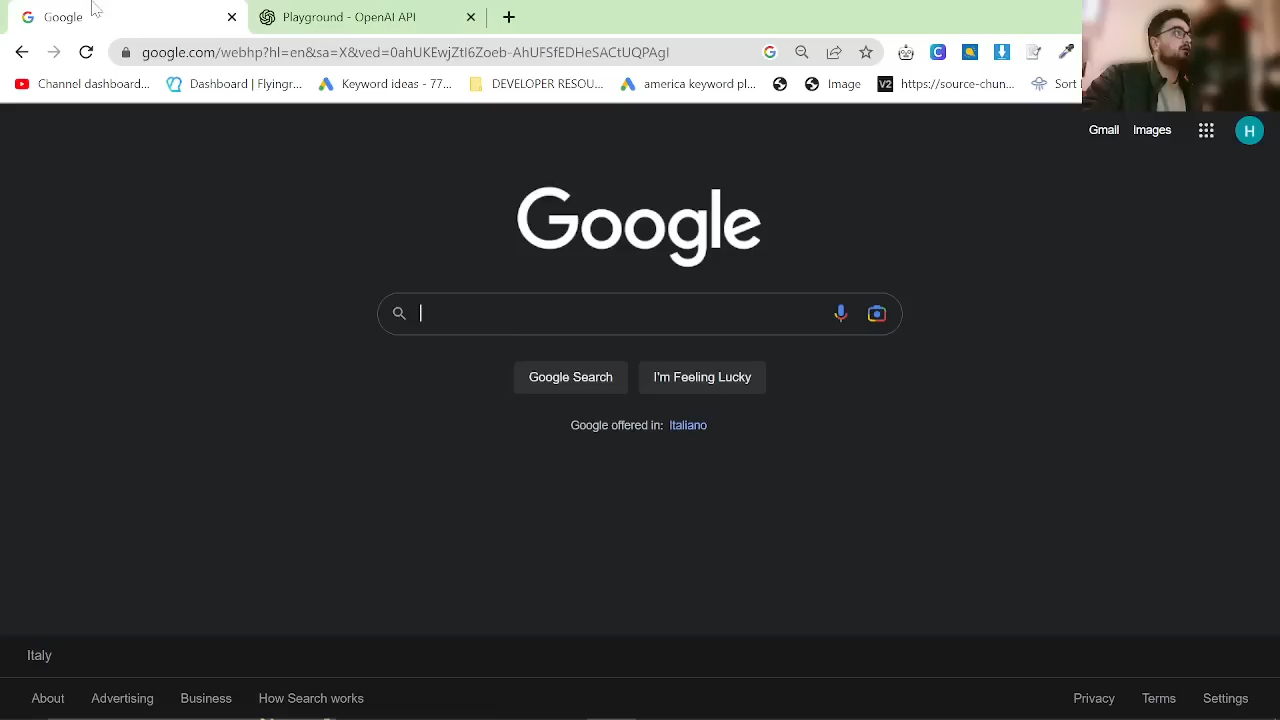 Google
Playground - OpenAI API
google.com/webhp?hl=en&sa=X&ved=0ahUKEwjZtI6Zoeb-AhUFSfEDHeSACtUQPAgI
Channel dashboard...
Dashboard | Flyingr...
Keyword ideas - 77...
DEVELOPER RESOU...
america keyword pl...
Image
V2
https://source-chun...
Sort
Gmail
Images
H
Google
Google Search
I'm Feeling Lucky
Google offered in: Italiano
Italy
About
Advertising
Business
How Search works
Privacy
Terms
Settings